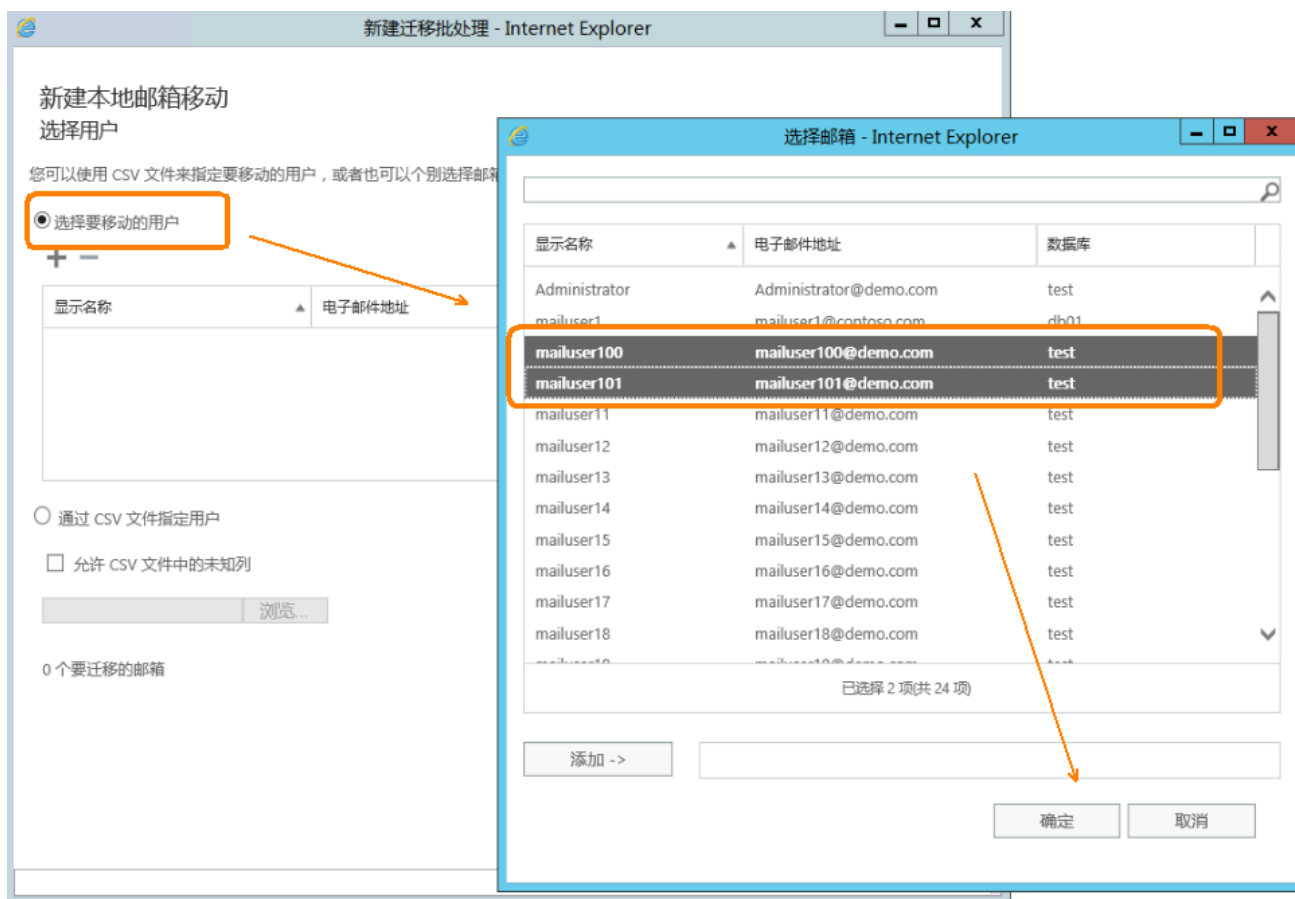 新建迁移批处理 - Internet Explorer
新建本地邮箱移动
选择用户
您可以使用 CSV 文件来指定要移动的用户，或者也可以个别选择邮箱
选择要移动的用户
显示名称 电子邮件地址
通过 CSV 文件指定用户
允许 CSV 文件中的未知列
浏览...
0 个要迁移的邮箱
选择邮箱 - Internet Explorer
显示名称 电子邮件地址 数据库
Administrator Administrator@demo.com test
mailuser1 mailuser1@contoso.com db01
mailuser100 mailuser100@demo.com test
mailuser101 mailuser101@demo.com test
mailuser11 mailuser11@demo.com test
mailuser12 mailuser12@demo.com test
mailuser13 mailuser13@demo.com test
mailuser14 mailuser14@demo.com test
mailuser15 mailuser15@demo.com test
mailuser16 mailuser16@demo.com test
mailuser17 mailuser17@demo.com test
mailuser18 mailuser18@demo.com test
已选择 2 项(共 24 项)
添加 ->
确定 取消